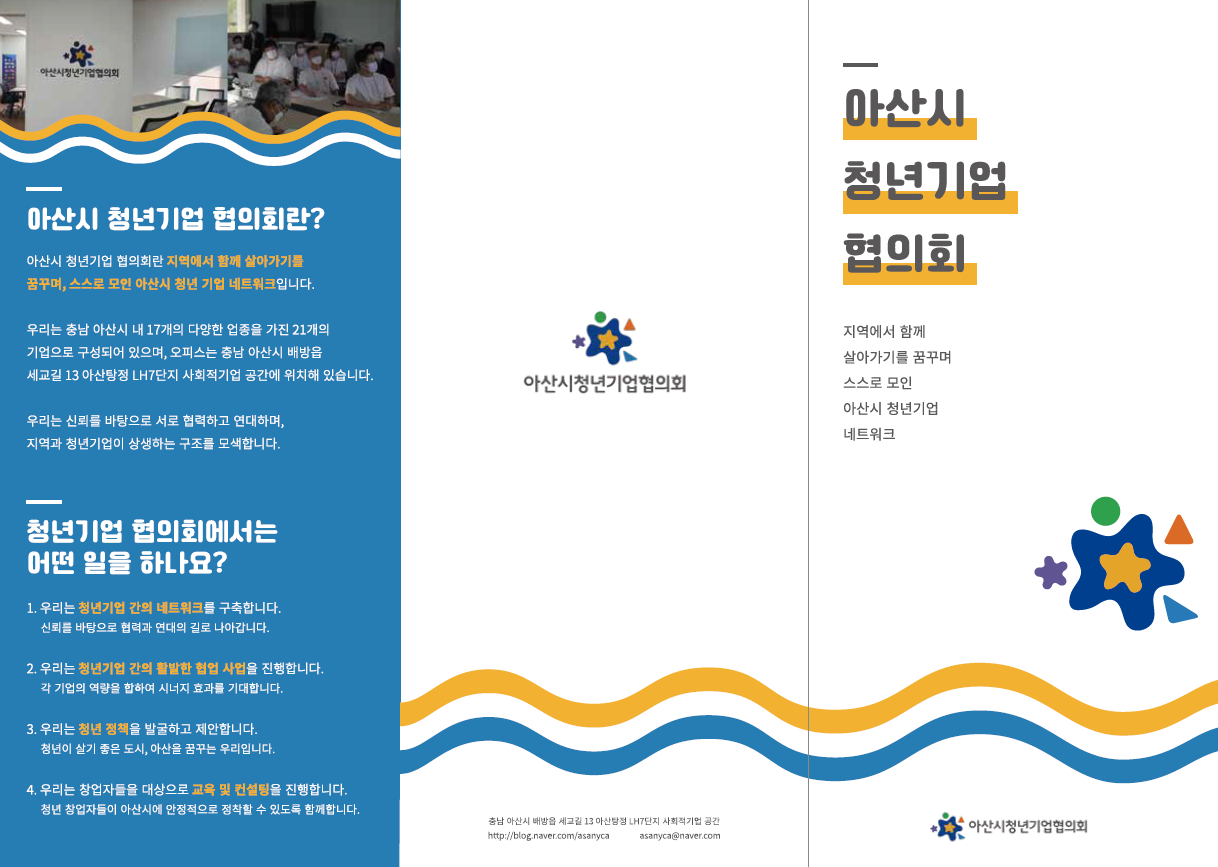 아산시청년기업협의회
아산시 청년기업 협의회란?
아산시 청년기업 협의회란 지역에서 함께 살아가기를
꿈꾸며, 스스로 모인 아산시 청년 기업 네트워크입니다.
우리는 충남 아산시 내 17개의 다양한 업종을 가진 21개의
기업으로 구성되어 있으며, 오피스는 충남 아산시 배방읍
세교길 13 아산탕정 LH7단지 사회적기업 공간에 위치해 있습니다.
우리는 신뢰를 바탕으로 서로 협력하고 연대하며,
지역과 청년기업이 상생하는 구조를 모색합니다.
청년기업 협의회에서는
어떤 일을 하나요?
1. 우리는 청년기업 간의 네트워크를 구축합니다.
신뢰를 바탕으로 협력과 연대의 길로 나아갑니다.
2. 우리는 청년기업 간의 활발한 협업 사업을 진행합니다.
각 기업의 역량을 합하여 시너지 효과를 기대합니다.
3. 우리는 청년 정책을 발굴하고 제안합니다.
청년이 살기 좋은 도시, 아산을 꿈꾸는 우리입니다.
4. 우리는 창업자들을 대상으로 교육 및 컨설팅을 진행합니다.
청년 창업자들이 아산시에 안정적으로 정착할 수 있도록 함께합니다.
아산시청년기업협의회
충남 아산시 배방읍 세교길 13 아산탕정 LH7단지 사회적기업 공간
http://blog.naver.com/asanyca asanyca@naver.com
아산시
청년기업
협의회
지역에서 함께
살아가기를 꿈꾸며
스스로 모인
아산시 청년기업
네트워크
아산시청년기업협의회